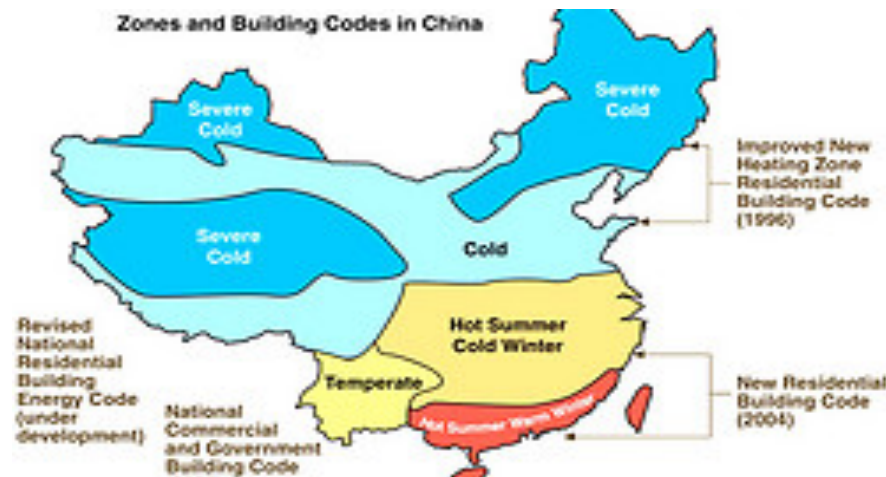 Zones and Building Codes in China
Severe
Cold
Severe
Cold
Improved New
Heating Zone
Residential
Building Code
(1996)
Severe
Cold
Cold
Revised
National
Residential
Building
Energy Code
(under
development)
Hot Summer
Cold Winter
Temperate
National
Commercial
and Government
Building Code
Hot Summer Warm Winter
New Residential
Building Code
(2004)